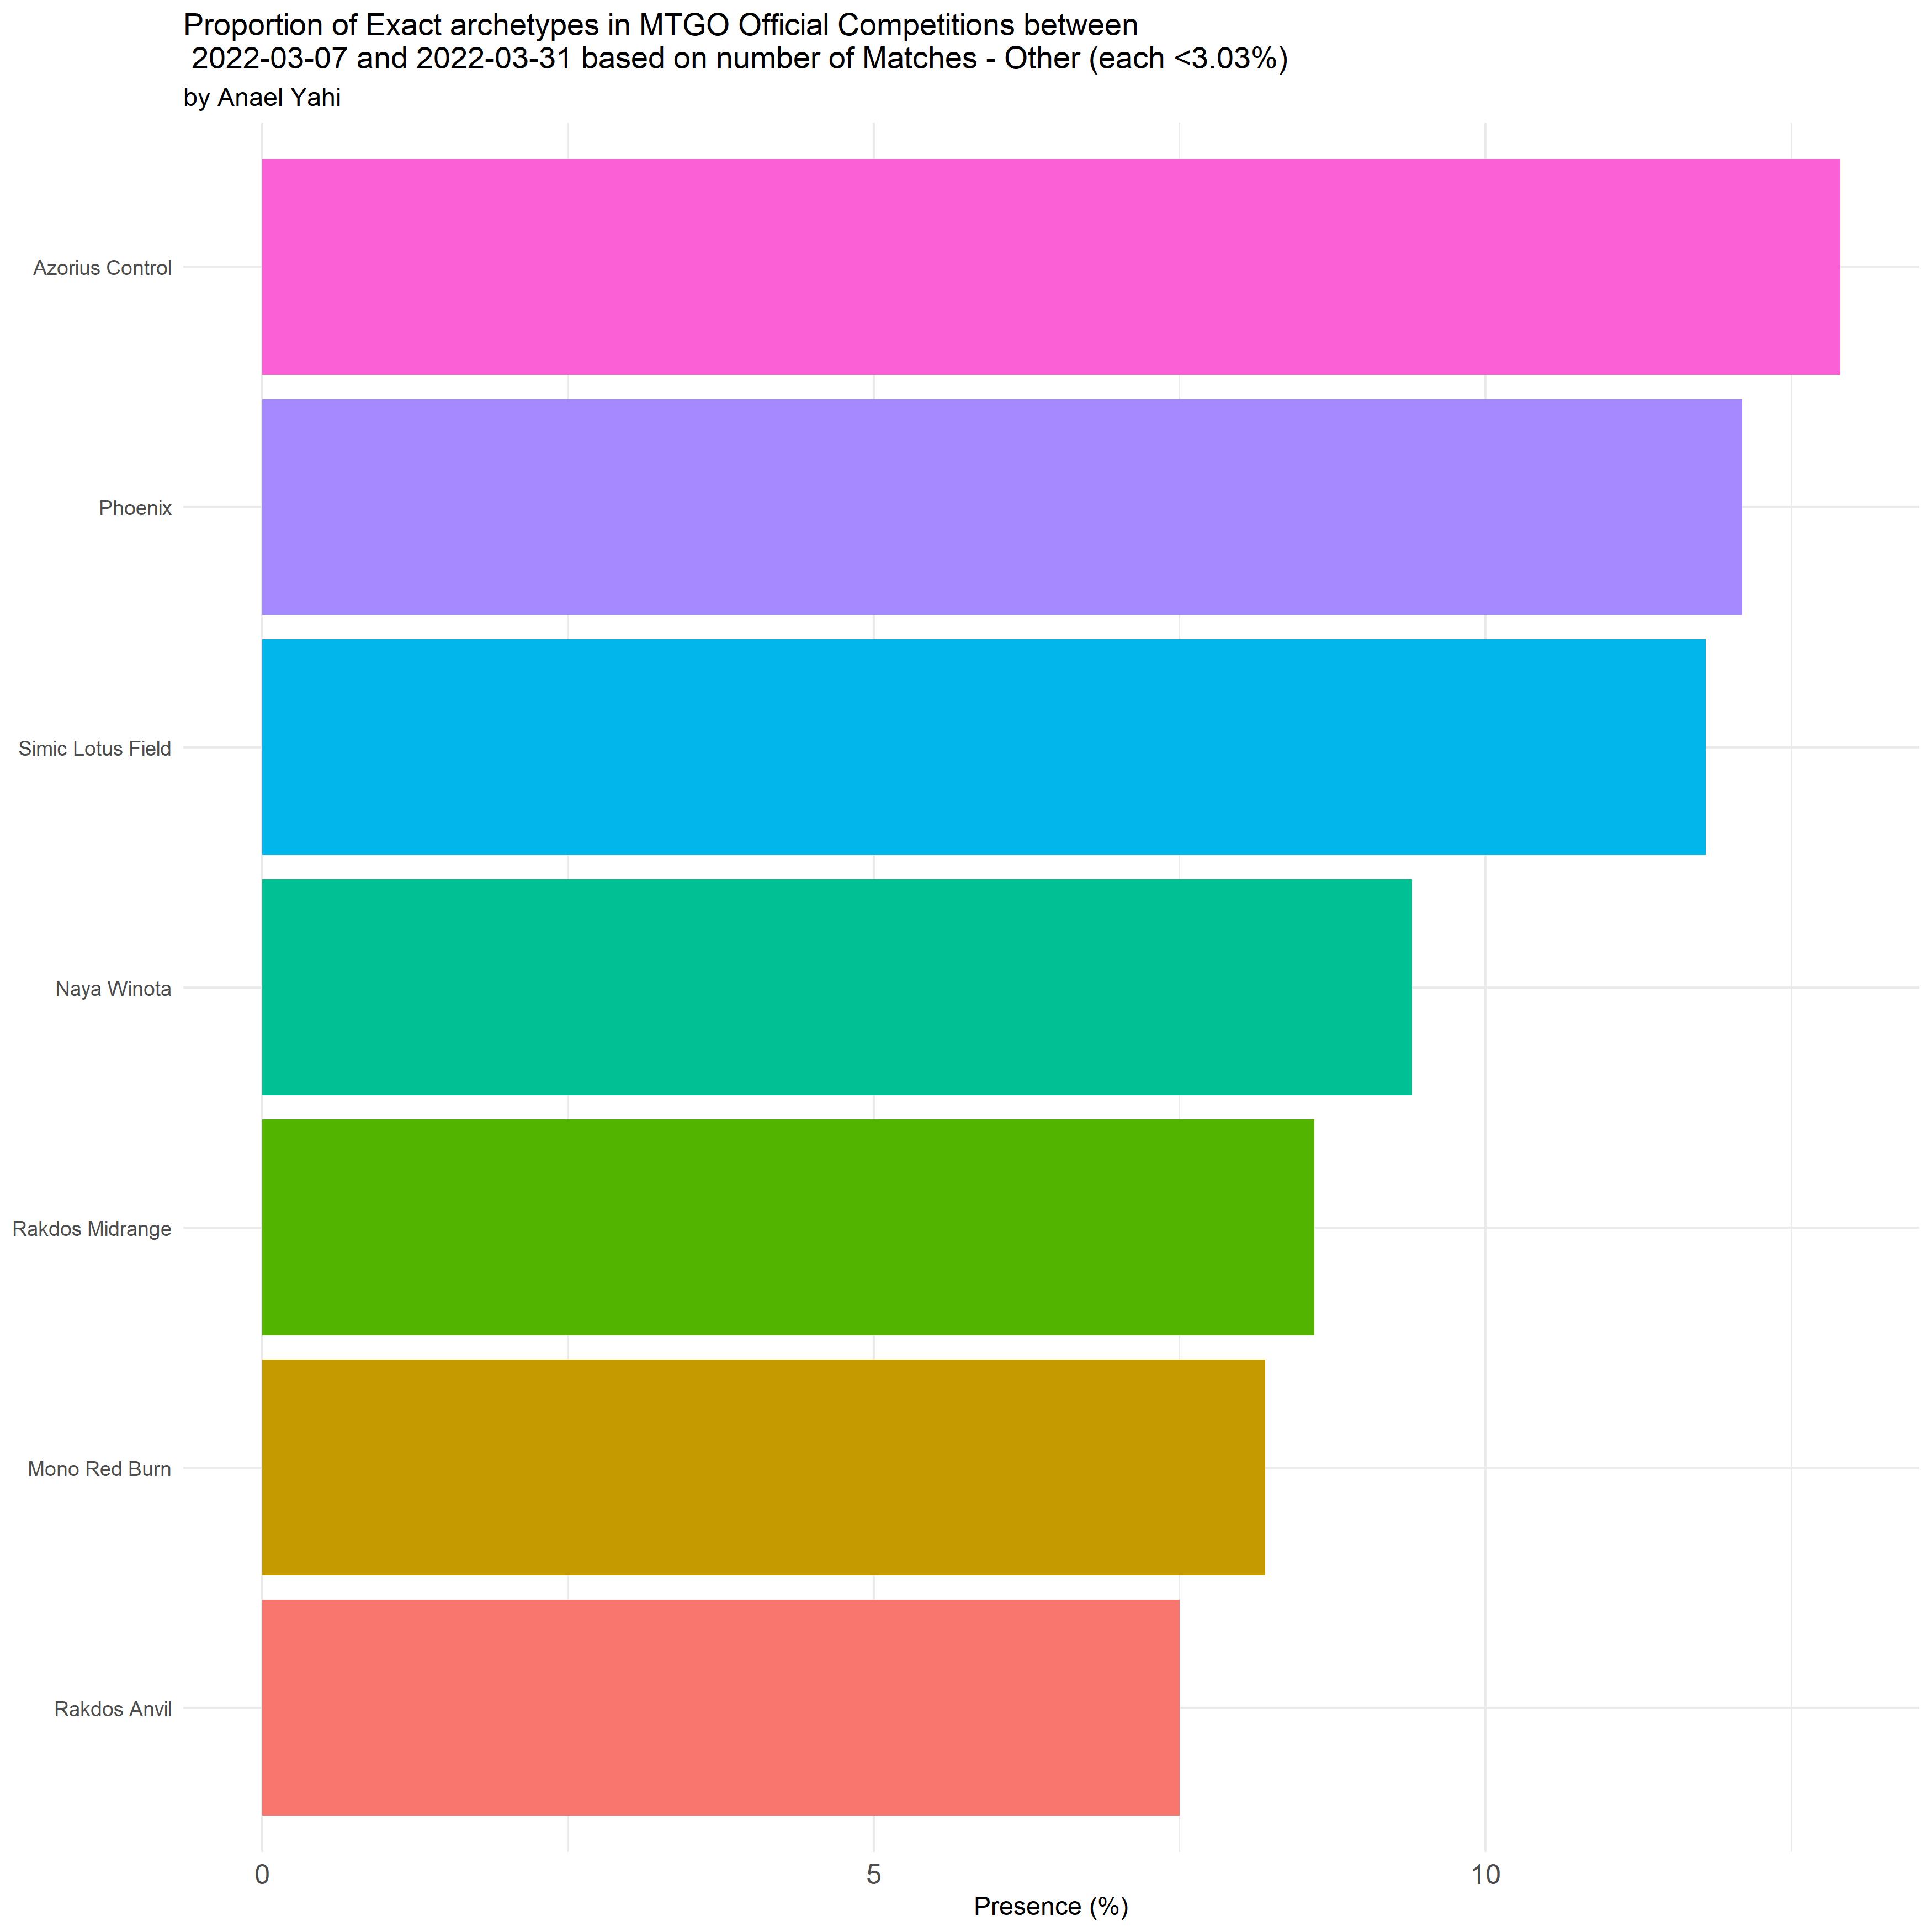 Proportion of Exact archetypes in MTGO Official Competitions between
2022-03-07 and 2022-03-31 based on number of Matches - Other (each <3.03%)
by Anael Yahi
Azorius Control
Phoenix
Simic Lotus Field
Naya Winota
Rakdos Midrange
Mono Red Burn
Rakdos Anvil
0 5 10
Presence (%)